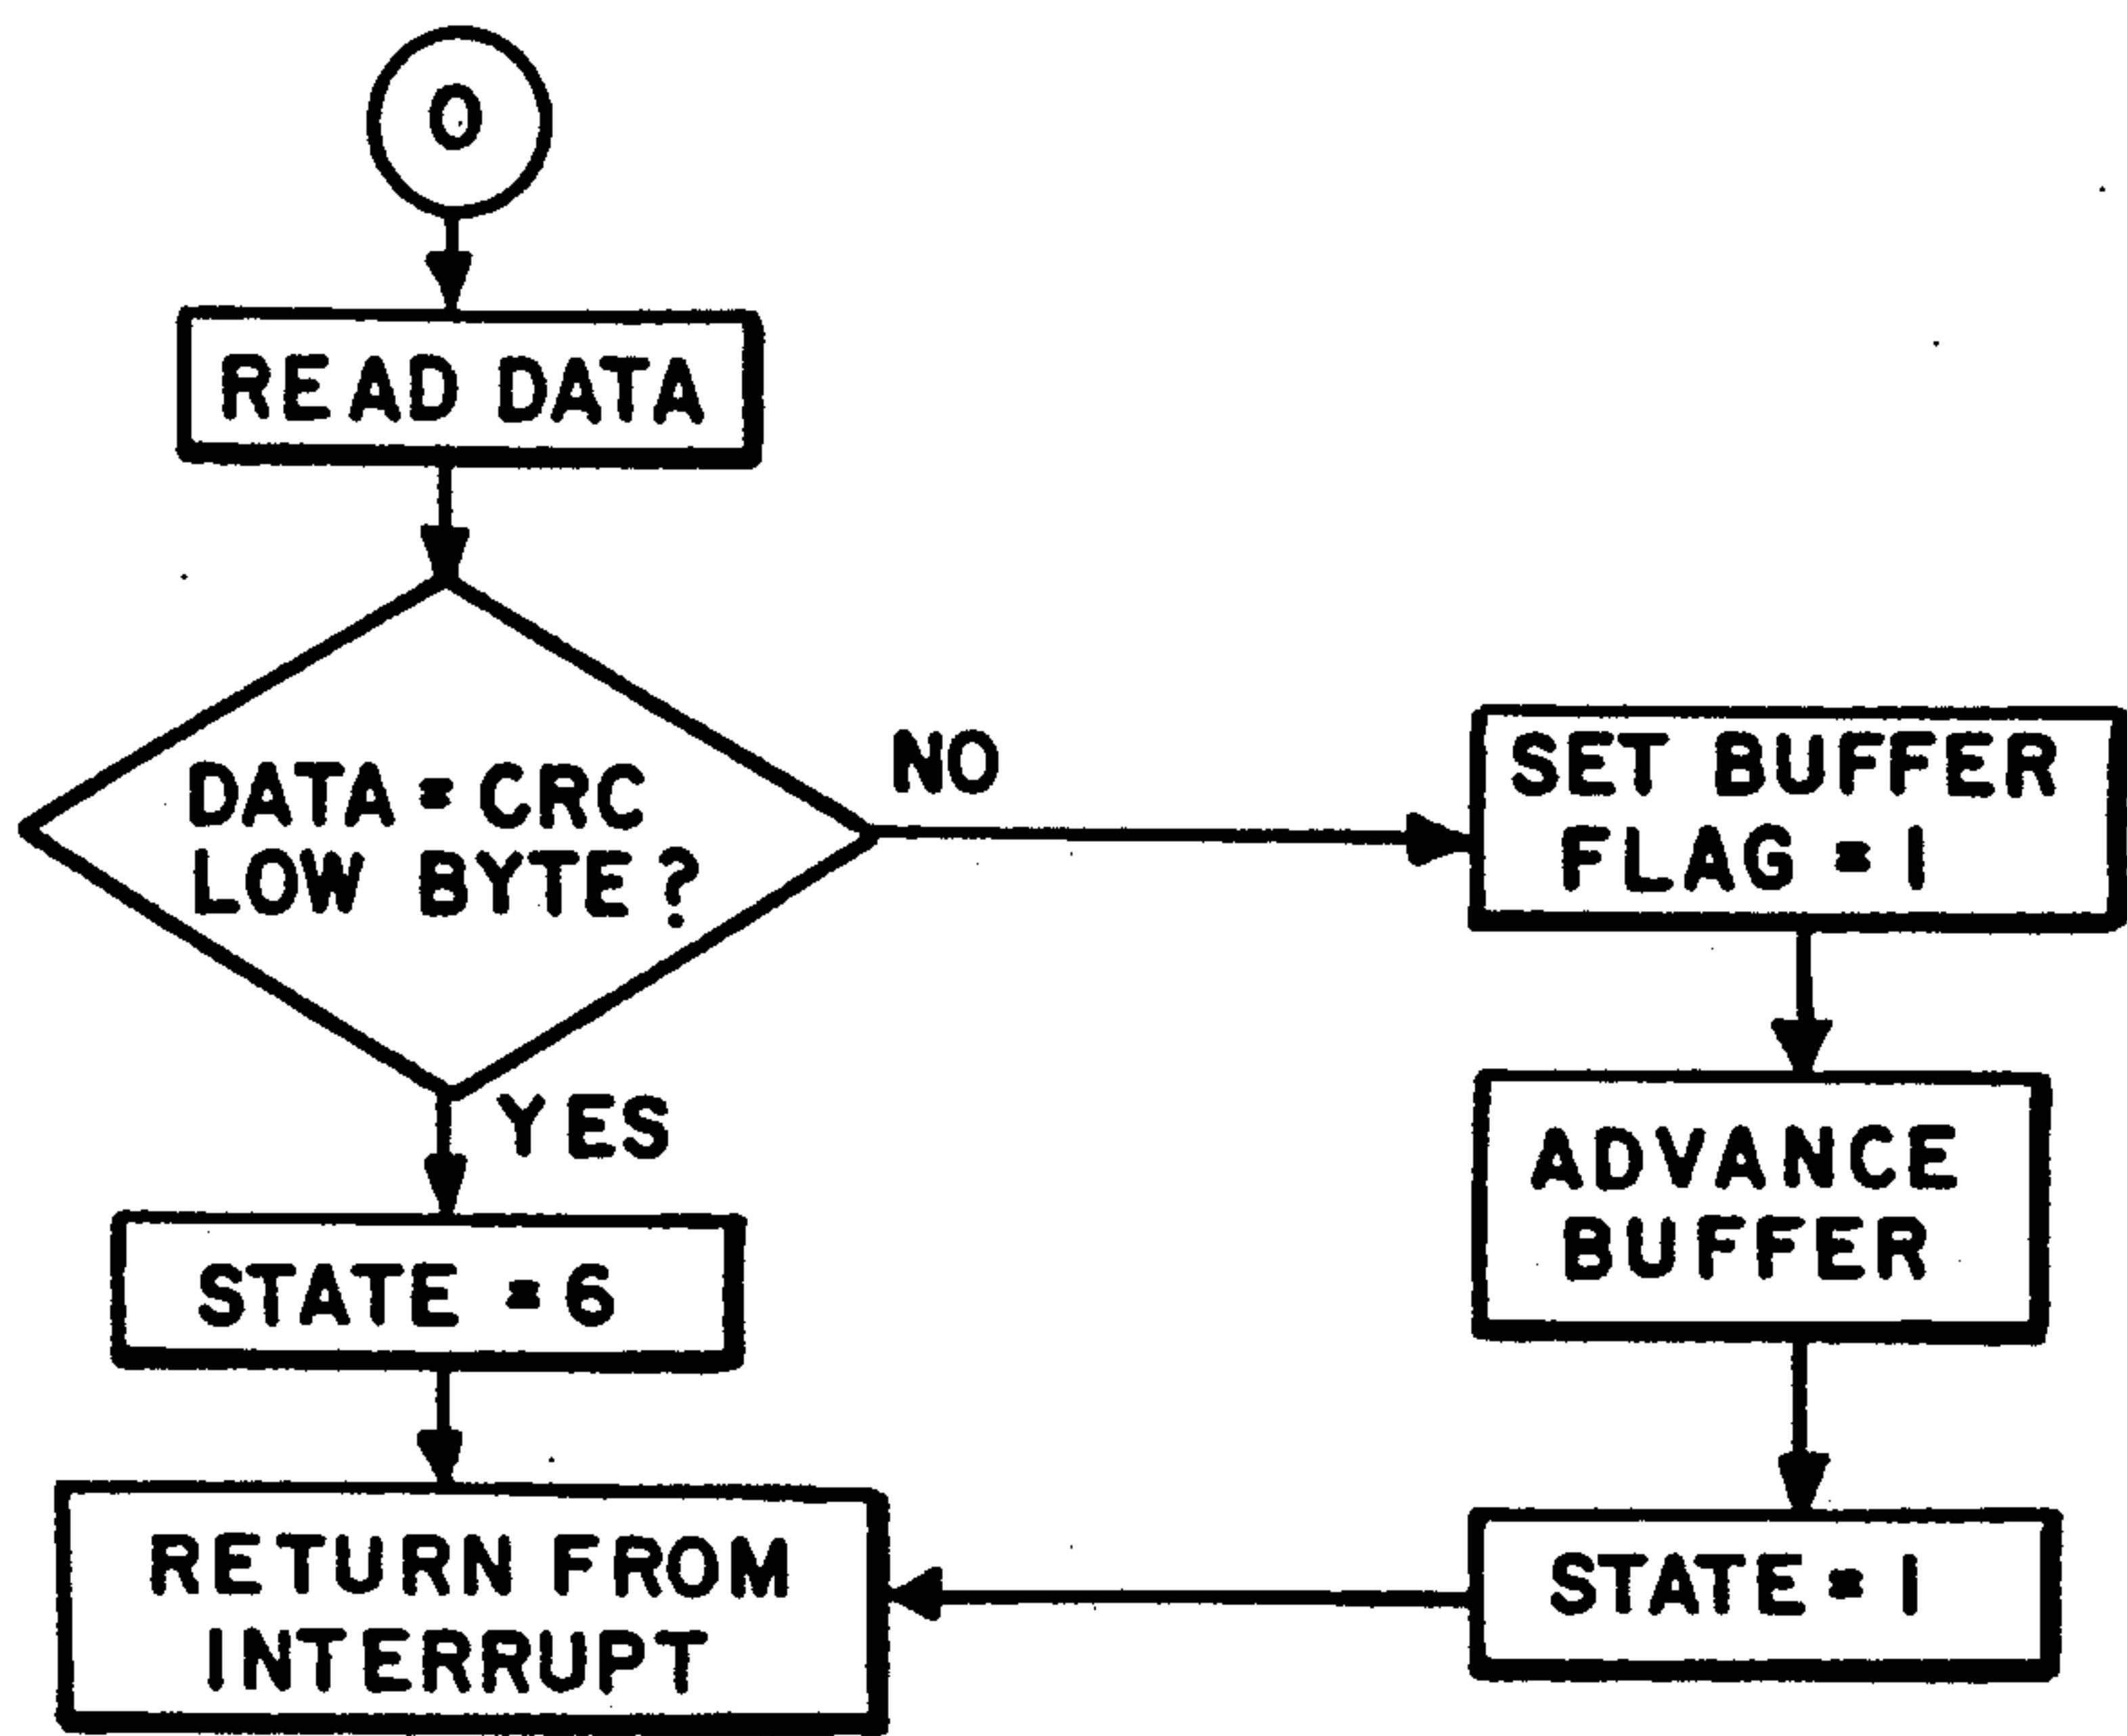 O
READ DATA
DATA = CRC
LOW BYTE?
NO
SET BUFFER
FLAG = 1
YES
ADVANCE
BUFFER
STATE = 6
STATE = 1
RETURN FROM
INTERRUPT